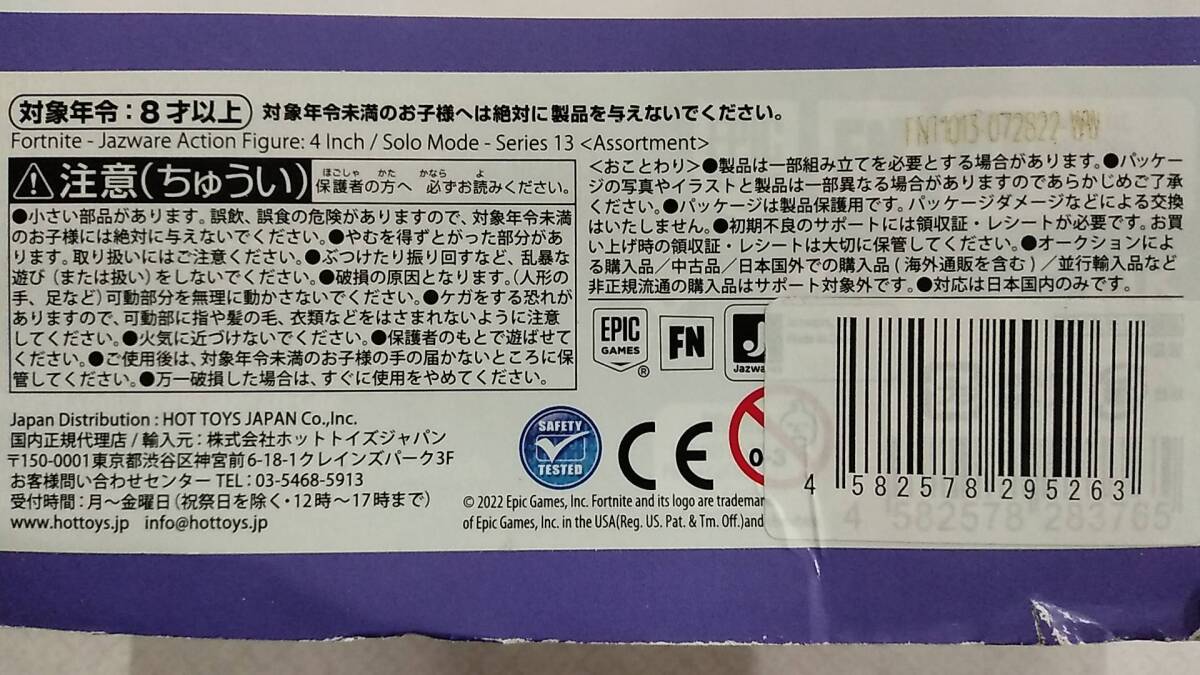 対象年令：8才以上 対象年令未満のお子様へは絶対に製品を与えないでください。
Fortnite - Jazware Action Figure: 4 Inch / Solo Mode - Series 13 <Assortment>
注意(ちゅうい) 保護者の方へ 必ずお読みください。
ほごしゃ かた かなら よ
●小さい部品があります。誤飲、誤食の危険がありますので、対象年令未満
のお子様には絶対に与えないでください。●やむを得ずとがった部分があり
ます。取り扱いにはご注意ください。●ぶつけたり振り回すなど、乱暴な
遊び（または扱い）をしないでください。●破損の原因となります。（人形の
手、足など）可動部分を無理に動かさないでください。●ケガをする恐れが
ありますので、可動部に指や髪の毛、衣類などをはさまれないように注意
してください。●火気に近づけないでください。●保護者のもとで遊ばせて
ください。●ご使用後は、対象年令未満のお子様の手の届かないところに保
管してください。●万一破損した場合は、すぐに使用をやめてください。
FNT1013-072822-WW
<おことわり>●製品は一部組み立てを必要とする場合があります。●パッケー
ジの写真やイラストと製品は一部異なる場合がありますのであらかじめご了承
ください。●パッケージは製品保護用です。パッケージダメージなどによる交換
はいたしません。●初期不良のサポートには領収証・レシートが必要です。お買
い上げ時の領収証・レシートは大切に保管してください。●オークションによ
る購入品／中古品／日本国外での購入品（海外通販を含む）／並行輸入品など
非正規流通の購入品はサポート対象外です。●対応は日本国内のみです。
EPIC
GAMES
®
FN
J
Jazwa
Japan Distribution : HOT TOYS JAPAN Co.,Inc.
国内正規代理店 / 輸入元：株式会社ホットトイズジャパン
〒150-0001東京都渋谷区神宮前6-18-1クレインズパーク3F
お客様問い合わせセンター TEL：03-5468-5913
受付時間：月～金曜日（祝祭日を除く・12時～17時まで）
www.hottoys.jp info@hottoys.jp
SAFETY
TESTED
CE
0-3
© 2022 Epic Games, Inc. Fortnite and its logo are trademar
of Epic Games, Inc. in the USA(Reg. US. Pat. & Tm. Off.)and
4 582578 295263
4 582578 283765